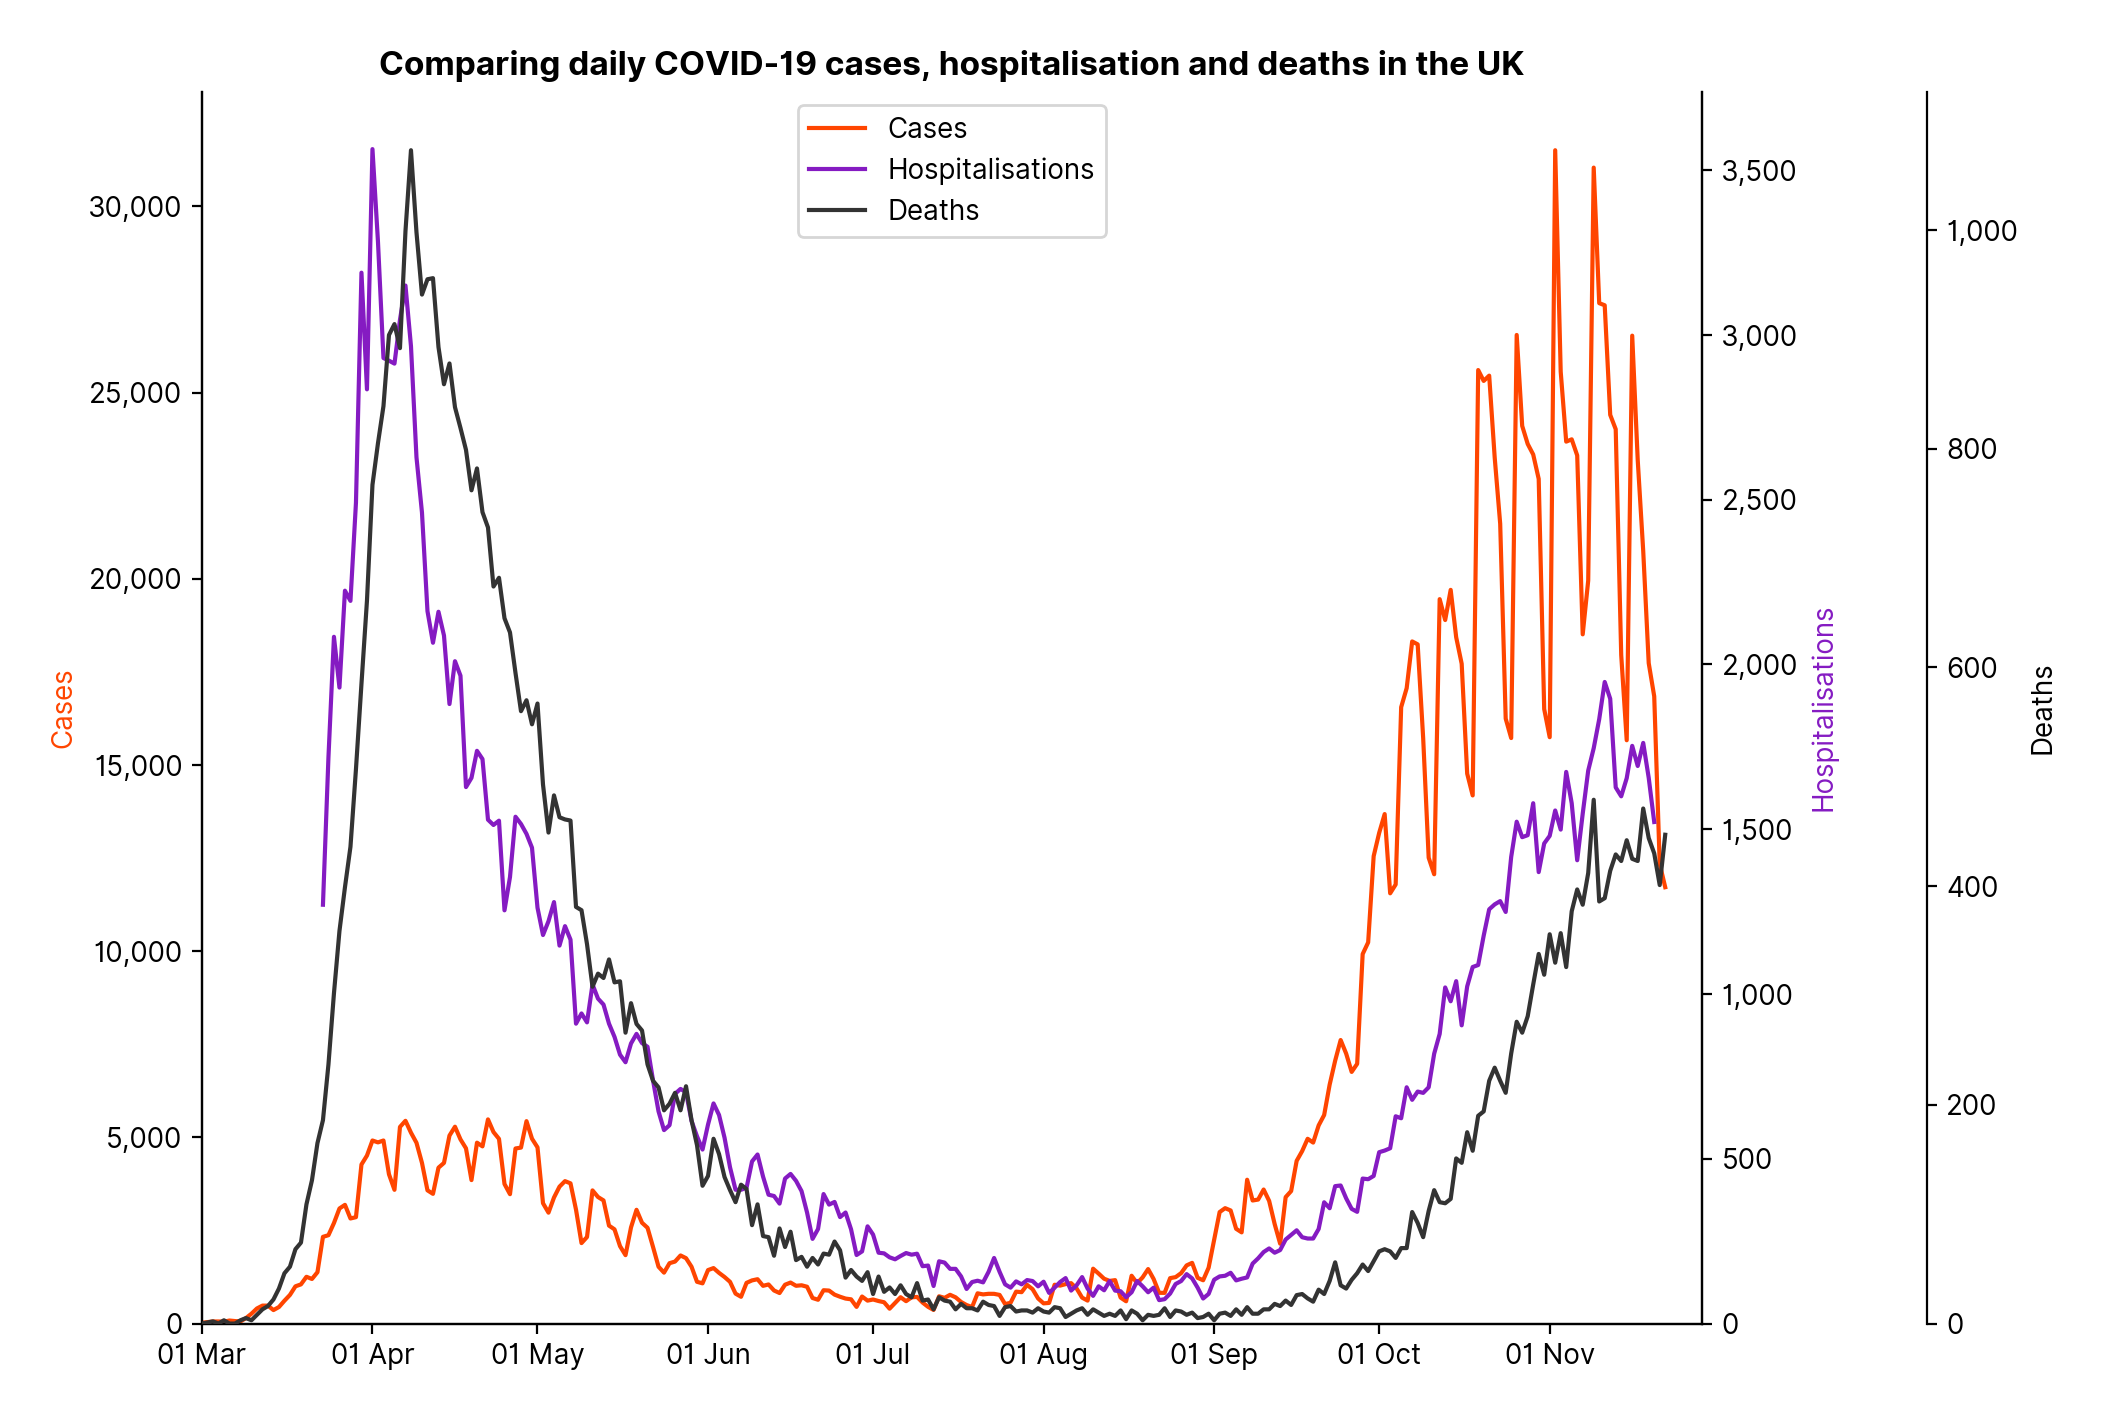 Comparing daily COVID-19 cases, hospitalisation and deaths in the UK
Cases
Hospitalisations
Deaths
30,000
25,000
20,000
15,000
10,000
5,000
0
Cases
3,500
3,000
2,500
2,000
1,500
1,000
500
0
Hospitalisations
1,000
800
600
400
200
0
Deaths
01 Mar
01 Apr
01 May
01 Jun
01 Jul
01 Aug
01 Sep
01 Oct
01 Nov